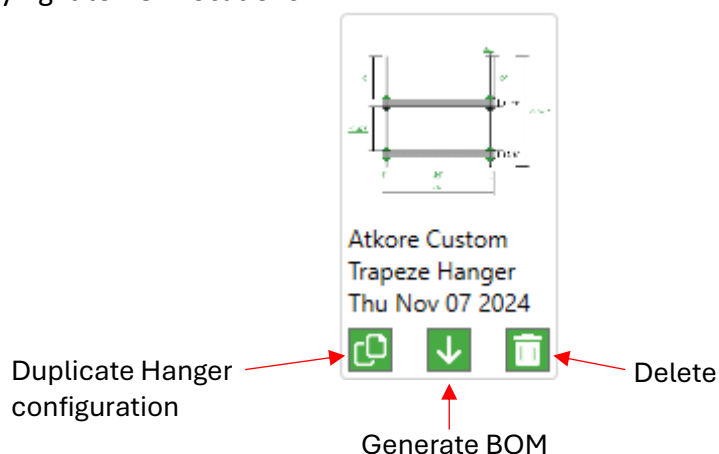 Atkore Custom
Trapeze Hanger
Thu Nov 07 2024
Duplicate Hanger
configuration
Delete
Generate BOM